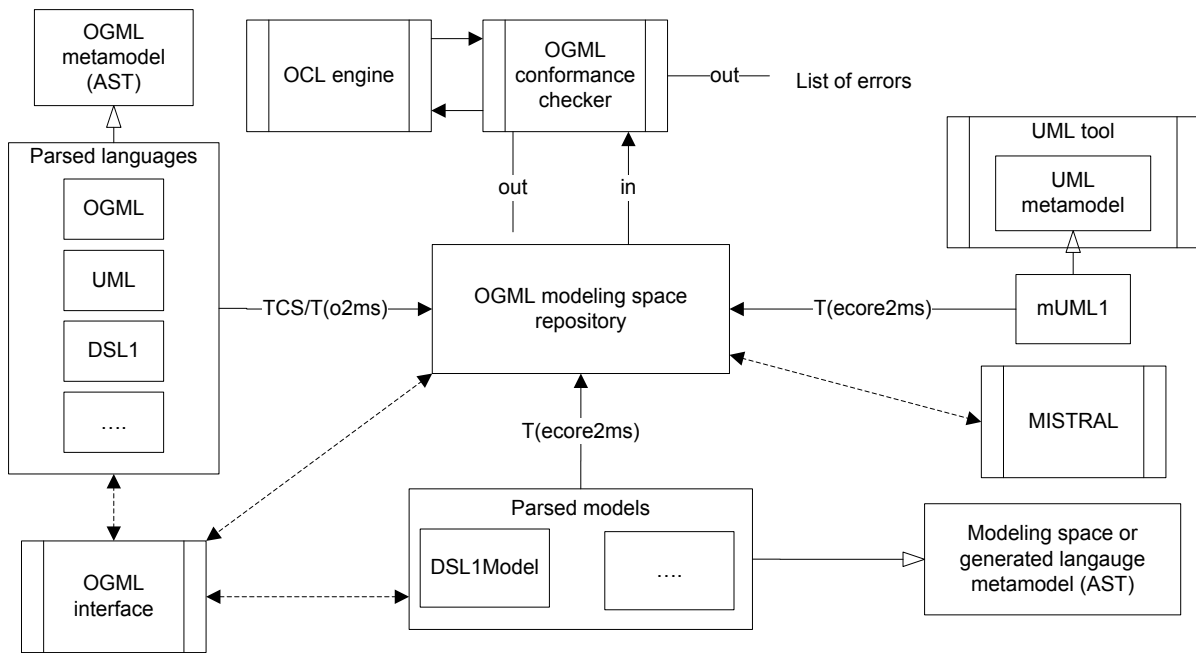 OGML
metamodel
(AST)
OCL engine
OGML
conformance
checker
out
List of errors
Parsed languages
OGML
UML
DSL1
....
UML tool
UML
metamodel
out
in
TCS/T(o2ms)
OGML modeling space
repository
T(ecore2ms)
mUML1
MISTRAL
T(ecore2ms)
Parsed models
DSL1Model
....
Modeling space or
generated langauge
metamodel (AST)
OGML
interface